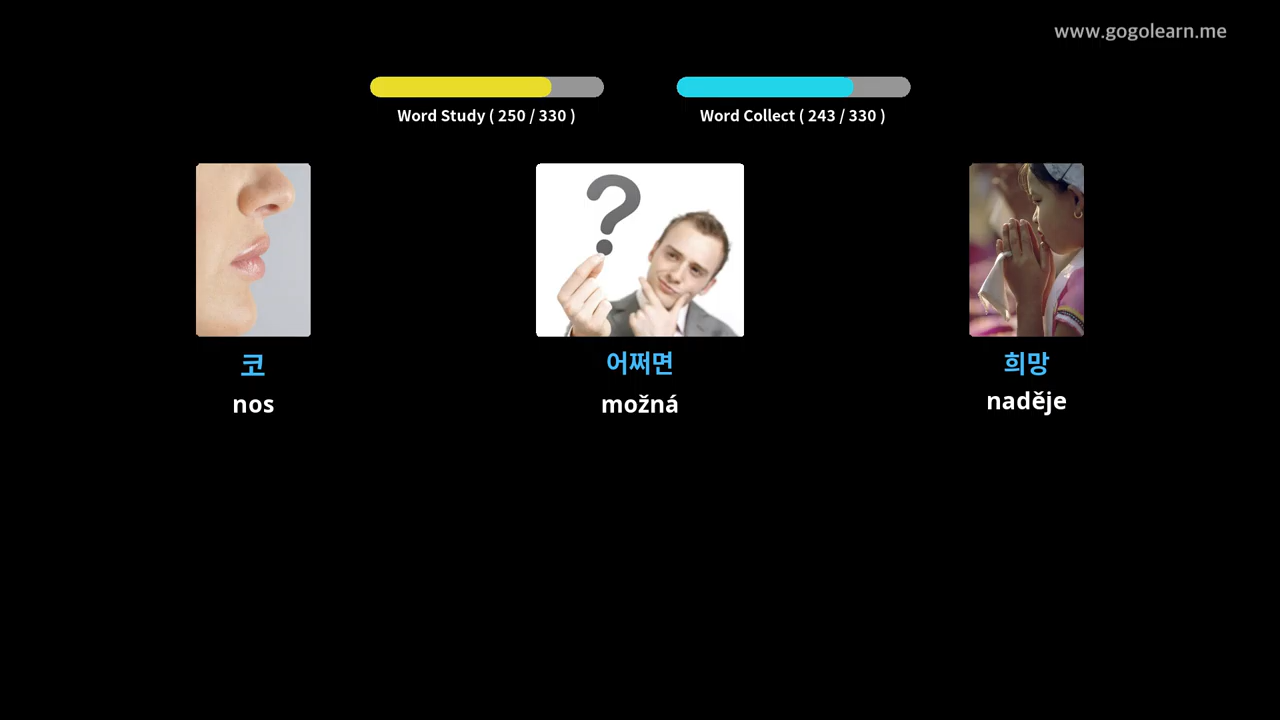 www.gogolearn.me
Word Study ( 250 / 330 )
Word Collect ( 243 / 330 )
코
어쩌면
희망
nos
možná
naděje